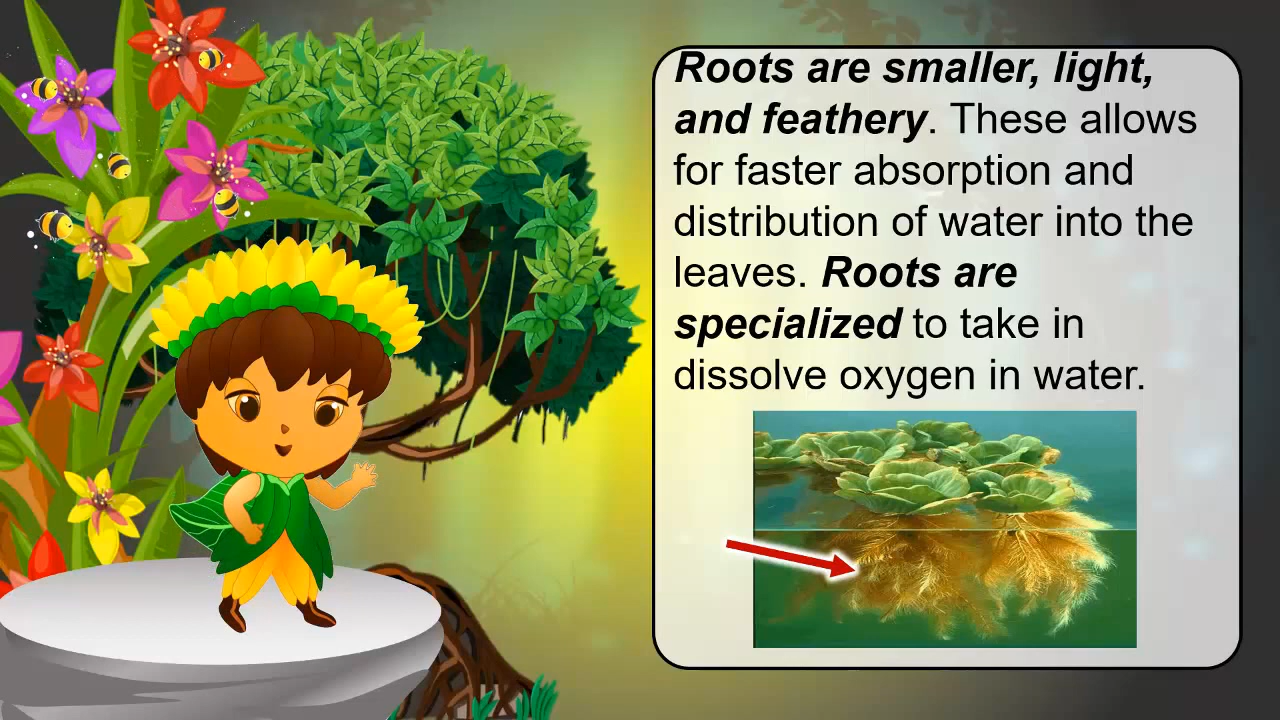 Roots are smaller, light,
and feathery. These allows
for faster absorption and
distribution of water into the
leaves. Roots are
specialized to take in
dissolve oxygen in water.